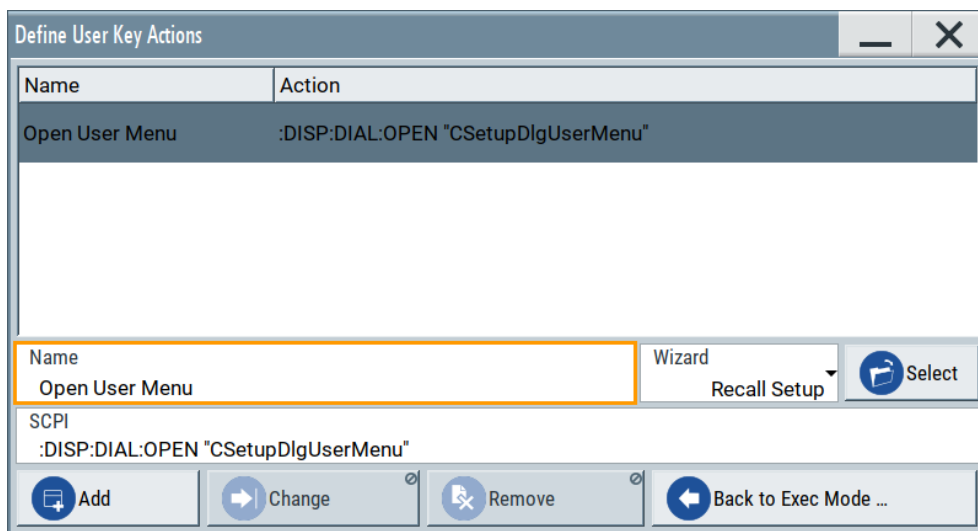 Define User Key Actions
Name Action
Open User Menu :DISP:DIAL:OPEN "CSetupDlgUserMenu"
Name Wizard
Open User Menu Recall Setup Select
SCPI
:DISP:DIAL:OPEN "CSetupDlgUserMenu"
Add Change Remove Back to Exec Mode ...